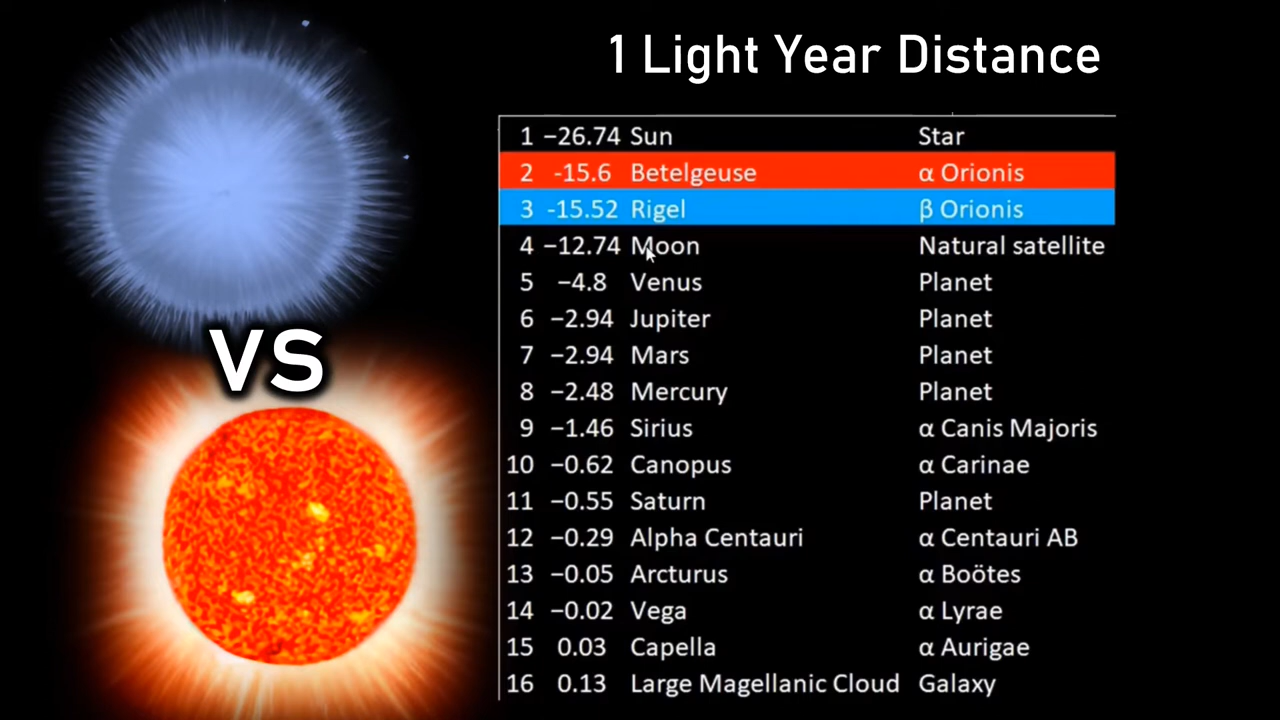 1 Light Year Distance
VS
1 −26.74 Sun Star
2 -15.6 Betelgeuse α Orionis
3 -15.52 Rigel β Orionis
4 −12.74 Moon Natural satellite
5 −4.8 Venus Planet
6 −2.94 Jupiter Planet
7 −2.94 Mars Planet
8 −2.48 Mercury Planet
9 −1.46 Sirius α Canis Majoris
10 −0.62 Canopus α Carinae
11 −0.55 Saturn Planet
12 −0.29 Alpha Centauri α Centauri AB
13 −0.05 Arcturus α Boötes
14 −0.02 Vega α Lyrae
15 0.03 Capella α Aurigae
16 0.13 Large Magellanic Cloud Galaxy